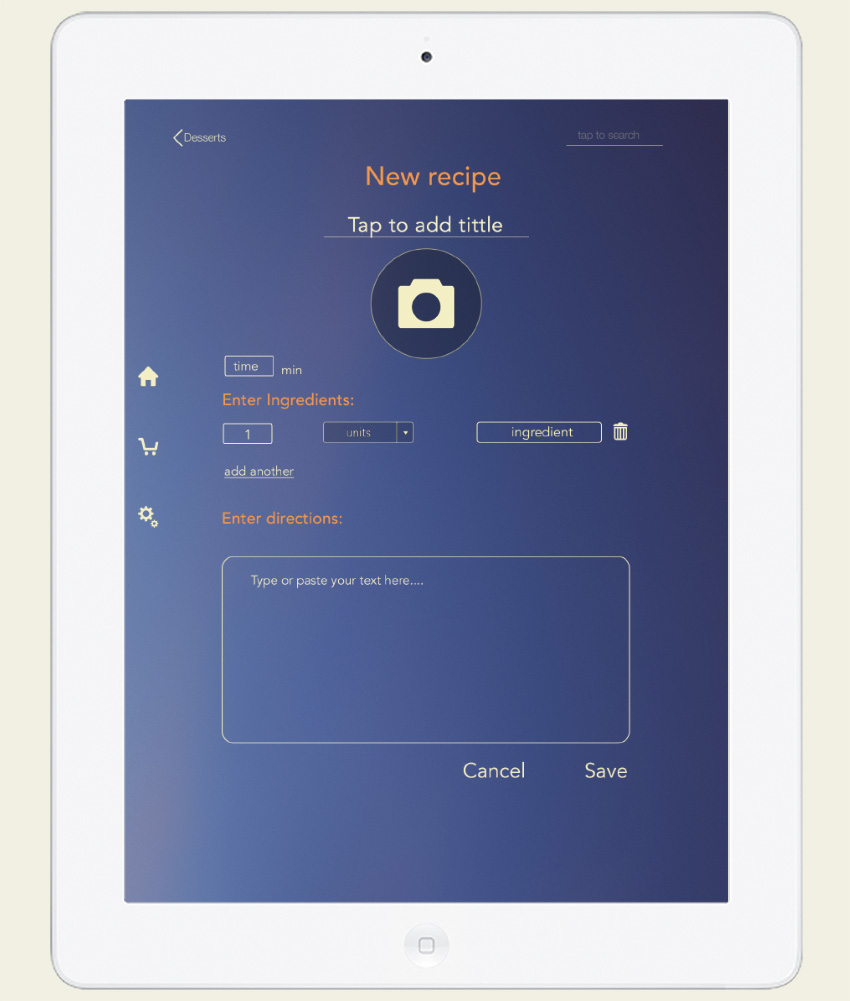 Desserts
tap to search
New recipe
Tap to add tittle
time
min
Enter Ingredients:
1
units
ingredient
add another
Enter directions:
Type or paste your text here....
Cancel
Save